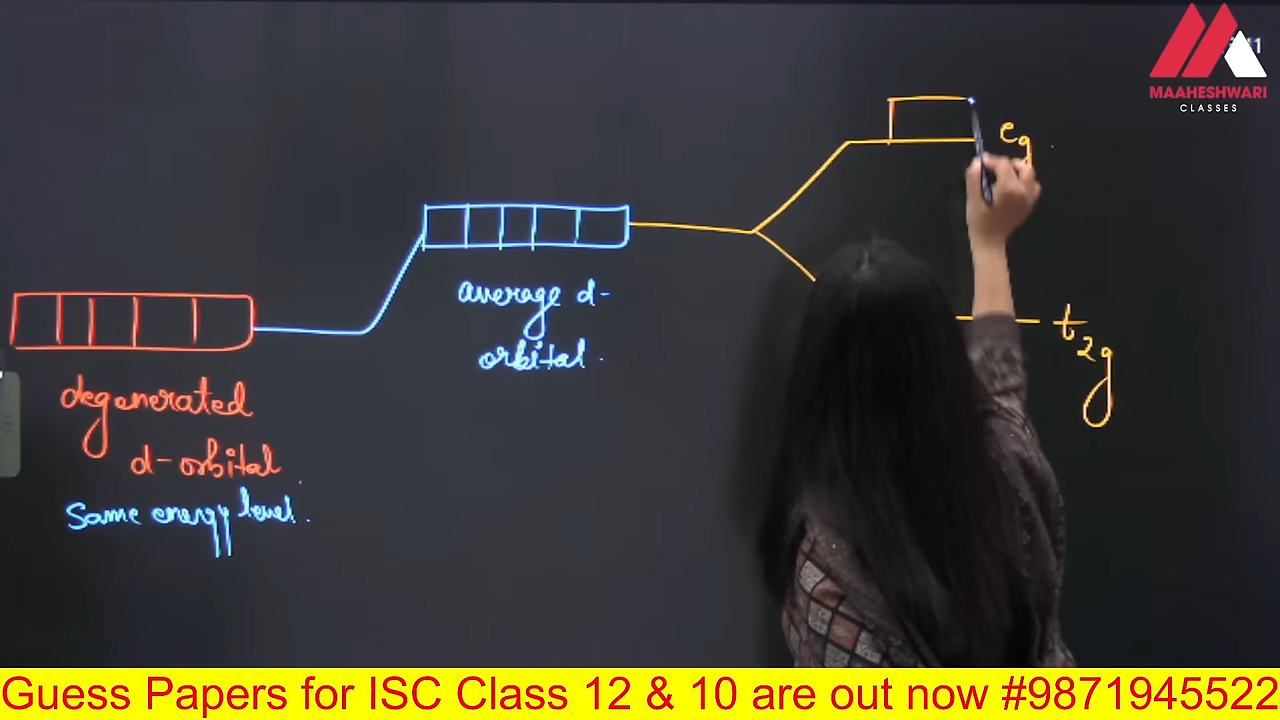 MAAHESHWARI
CLASSES
eg
average d-
orbital.
t2g
degenerated
d-orbital.
Same energy level.
Guess Papers for ISC Class 12 & 10 are out now #9871945522